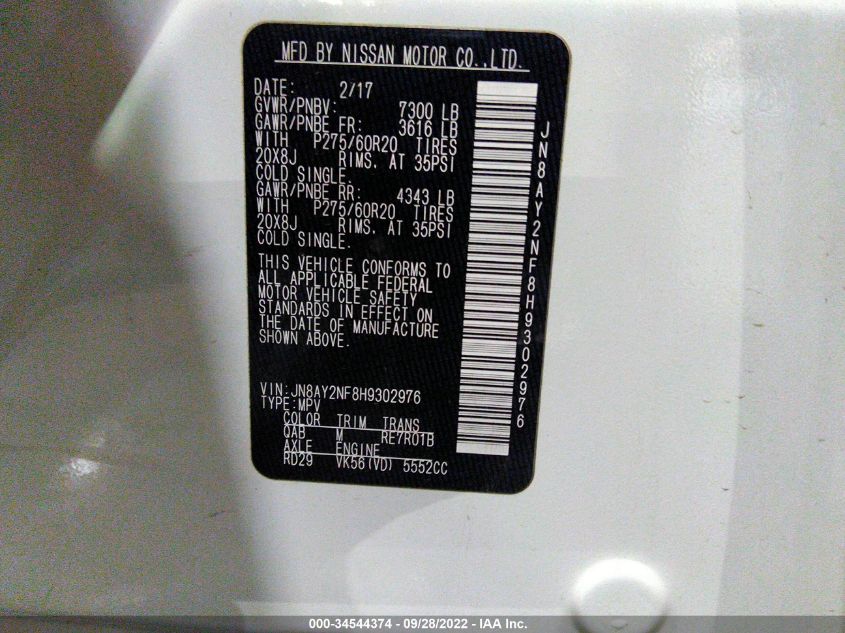 MFD BY NISSAN MOTOR CO.,LTD.
DATE: 2/17
GVWR/PNBV: 7300 LB
GAWR/PNBE FR: 3616 LB
WITH P275/60R20 TIRES
20X8J RIMS. AT 35PSI
COLD SINGLE.
GAWR/PNBE RR: 4343 LB
WITH P275/60R20 TIRES
20X8J RIMS. AT 35PSI
COLD SINGLE.
THIS VEHICLE CONFORMS TO
ALL APPLICABLE FEDERAL
MOTOR VEHICLE SAFETY
STANDARDS IN EFFECT ON
THE DATE OF MANUFACTURE
SHOWN ABOVE.
VIN:JN8AY2NF8H9302976
TYPE:MPV
COLOR TRIM TRANS
QAB M RE7R01B
AXLE ENGINE
RD29 VK56(VD) 5552CC
JN8AY2NF8H9302976
000-34544374 - 09/28/2022 - IAA Inc.